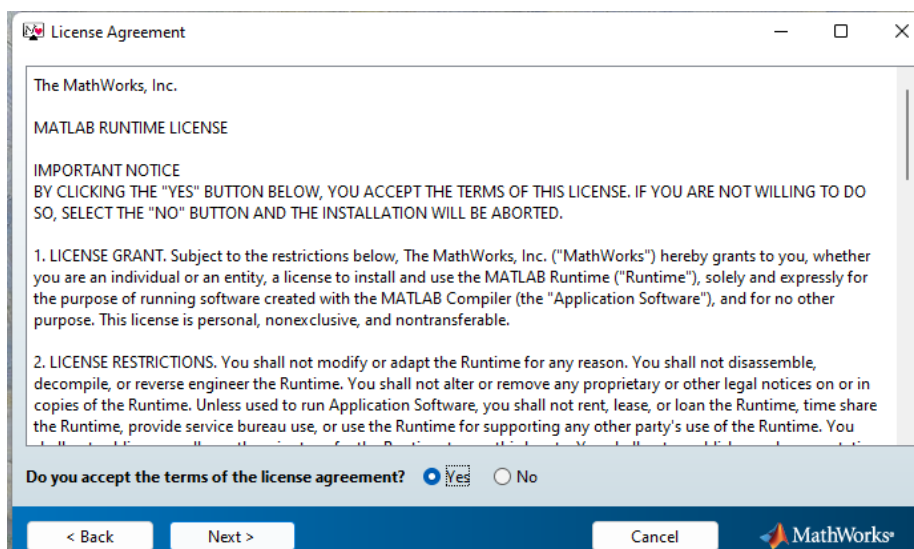 License Agreement
The MathWorks, Inc.
MATLAB RUNTIME LICENSE
IMPORTANT NOTICE
BY CLICKING THE "YES" BUTTON BELOW, YOU ACCEPT THE TERMS OF THIS LICENSE. IF YOU ARE NOT WILLING TO DO
SO, SELECT THE "NO" BUTTON AND THE INSTALLATION WILL BE ABORTED.
1. LICENSE GRANT. Subject to the restrictions below, The MathWorks, Inc. ("MathWorks") hereby grants to you, whether
you are an individual or an entity, a license to install and use the MATLAB Runtime ("Runtime"), solely and expressly for
the purpose of running software created with the MATLAB Compiler (the "Application Software"), and for no other
purpose. This license is personal, nonexclusive, and nontransferable.
2. LICENSE RESTRICTIONS. You shall not modify or adapt the Runtime for any reason. You shall not disassemble,
decompile, or reverse engineer the Runtime. You shall not alter or remove any proprietary or other legal notices on or in
copies of the Runtime. Unless used to run Application Software, you shall not rent, lease, or loan the Runtime, time share
the Runtime, provide service bureau use, or use the Runtime for supporting any other party's use of the Runtime. You
Do you accept the terms of the license agreement? Yes No
< Back Next > Cancel MathWorks®